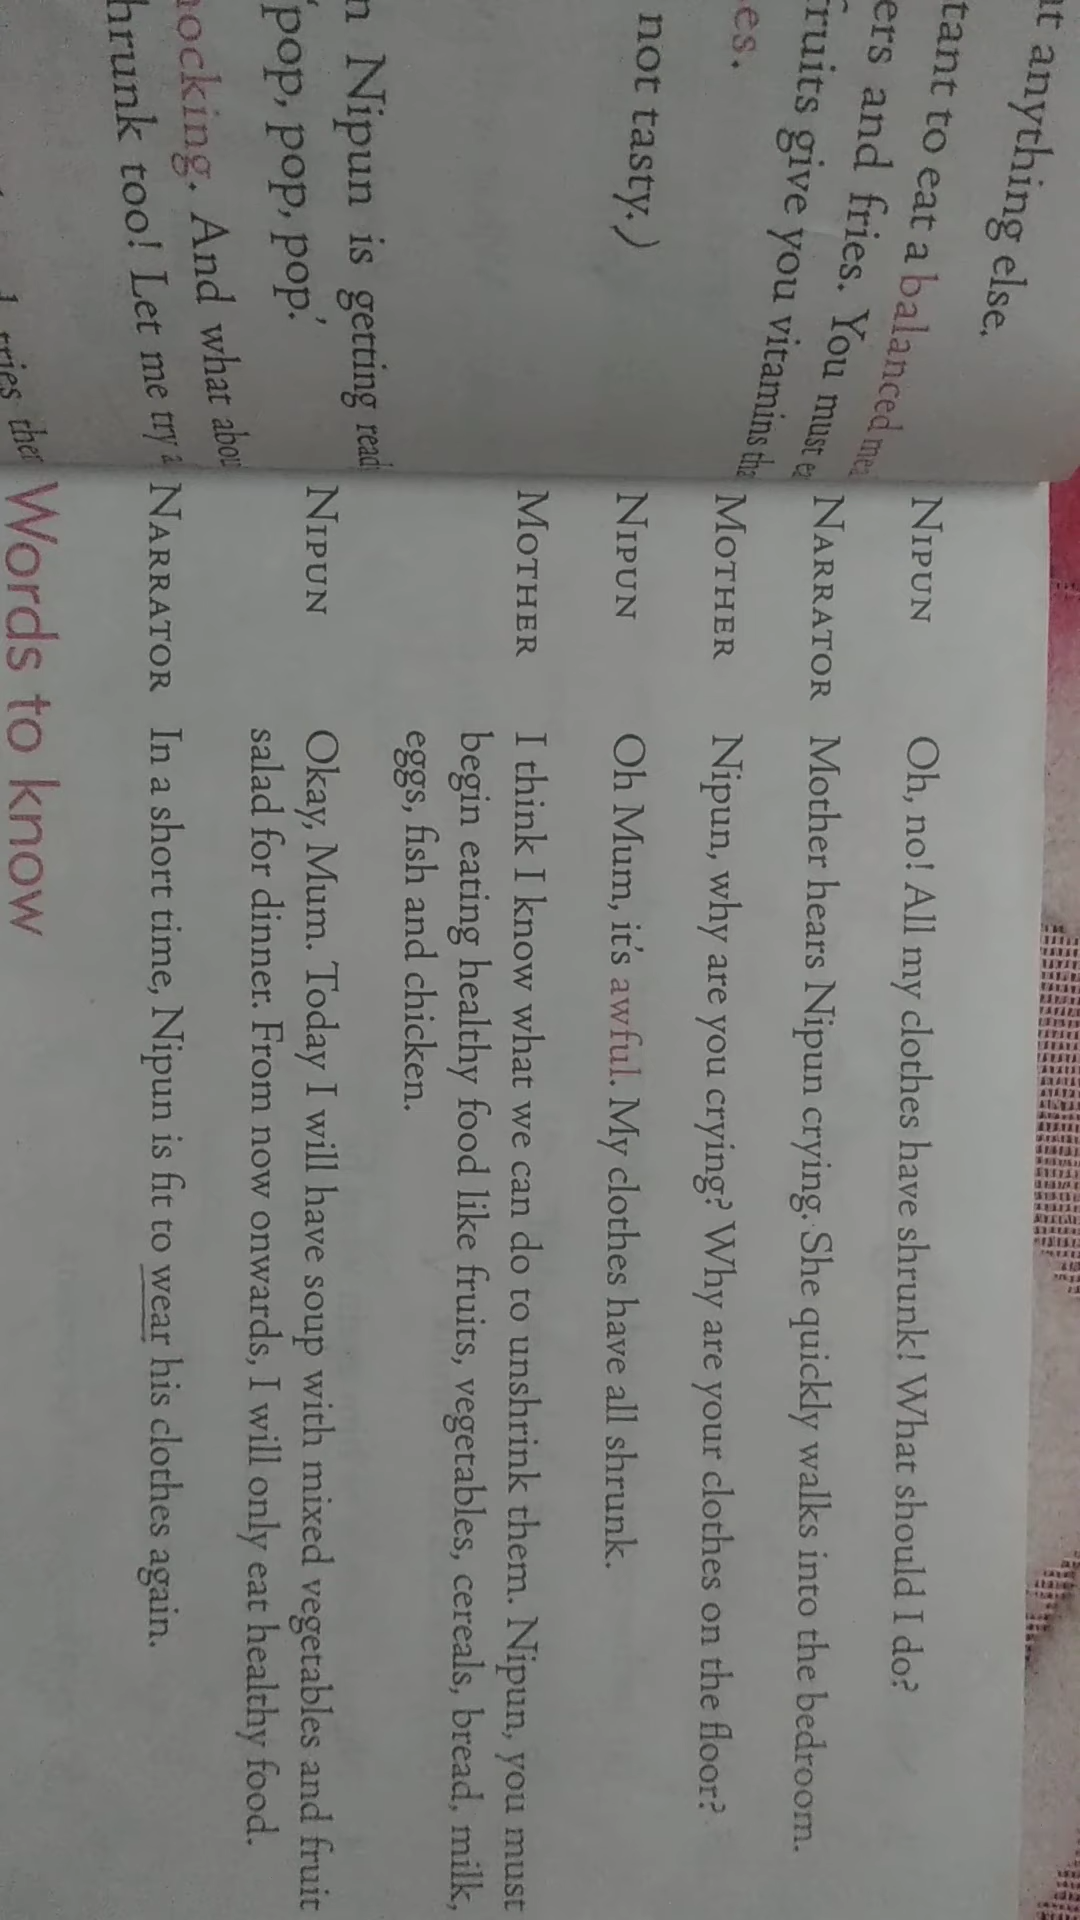 at anything else.
tant to eat a balanced
ers and fries. You must
fruits give you vitamins
es.
not tasty.)
n Nipun is getting
'pop, pop, pop.'
ocking. And what
hrunk too! Let me try
NIPUN Oh, no! All my clothes have shrunk! What should I do?
NARRATOR Mother hears Nipun crying. She quickly walks into the bedroom.
MOTHER Nipun, why are you crying? Why are your clothes on the floor?
NIPUN Oh Mum, it's awful. My clothes have all shrunk.
MOTHER I think I know what we can do to unshrink them. Nipun, you must
begin eating healthy food like fruits, vegetables, cereals, bread, milk,
eggs, fish and chicken.
NIPUN Okay, Mum. Today I will have soup with mixed vegetables and fruit
salad for dinner. From now onwards, I will only eat healthy food.
NARRATOR In a short time, Nipun is fit to wear his clothes again.
Words to know